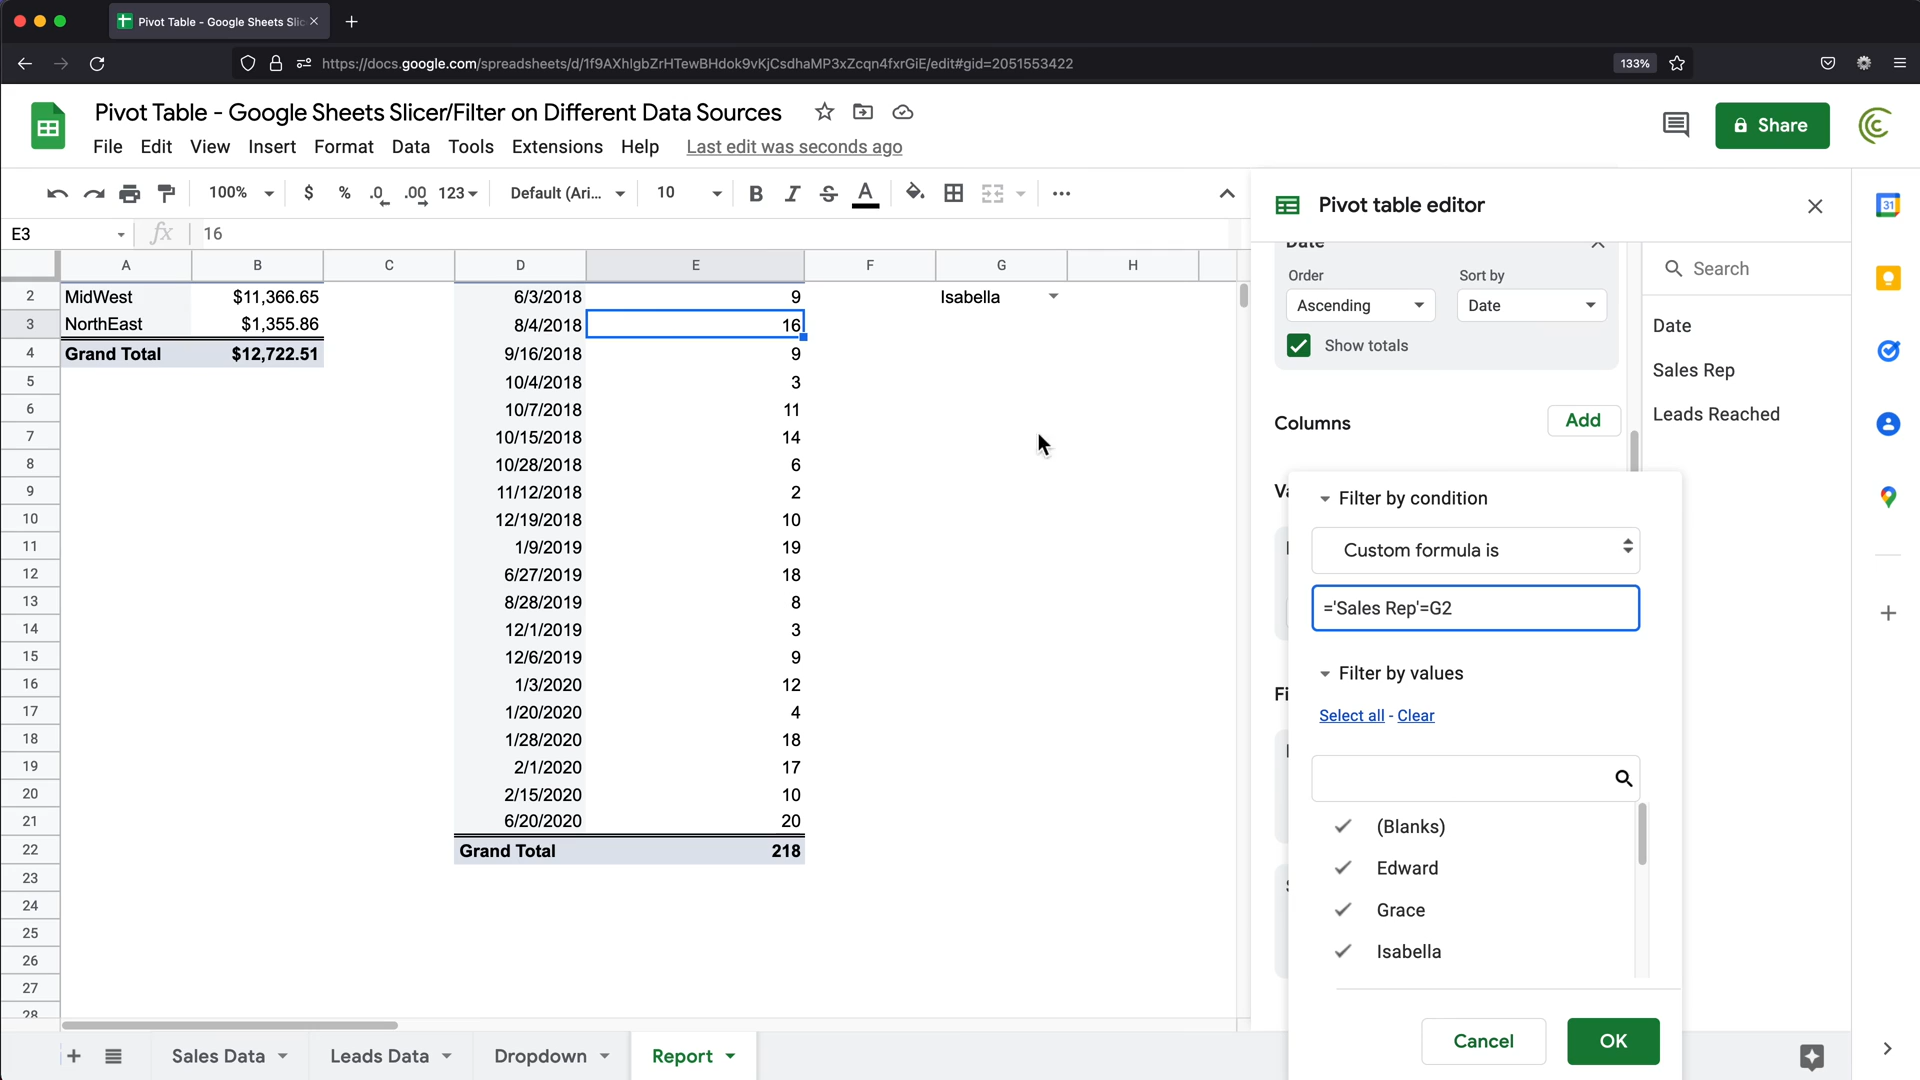 Pivot Table - Google Sheets Slic
https://docs.google.com/spreadsheets/d/1f9AXhlgbZrHTewBHdok9vKjCsdhaMP3xZcqn4fxrGiE/edit#gid=2051553422
133%
Pivot Table - Google Sheets Slicer/Filter on Different Data Sources
Share
File Edit View Insert Format Data Tools Extensions Help Last edit was seconds ago
100% $ % .0 .00 123 Default (Ari... 10 B I S A
Pivot table editor
31
E3 fx 16
A B C D E F G H
2 MidWest $11,366.65 6/3/2018 9 Isabella
3 NorthEast $1,355.86 8/4/2018 16
4 Grand Total $12,722.51 9/16/2018 9
5 10/4/2018 3
6 10/7/2018 11
7 10/15/2018 14
8 10/28/2018 6
9 11/12/2018 2
10 12/19/2018 10
11 1/9/2019 19
12 6/27/2019 18
13 8/28/2019 8
14 12/1/2019 3
15 12/6/2019 9
16 1/3/2020 12
17 1/20/2020 4
18 1/28/2020 18
19 2/1/2020 17
20 2/15/2020 10
21 6/20/2020 20
22 Grand Total 218
23
24
25
26
27
28
Date
Order Sort by
Ascending Date
Show totals
Columns Add
Search
Date
Sales Rep
Leads Reached
Filter by condition
Custom formula is
='Sales Rep'=G2
Filter by values
Select all - Clear
(Blanks)
Edward
Grace
Isabella
Cancel OK
Sales Data Leads Data Dropdown Report